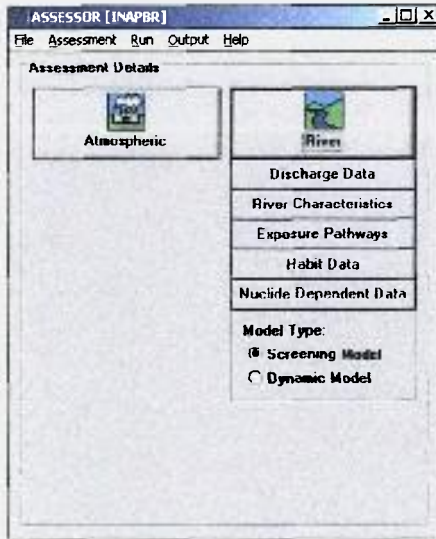 ASSESSOR [INAPBR]
File Assessment Run Output Help
Assessment Details
Atmospheric
River
Discharge Data
River Characteristics
Exposure Pathways
Habit Data
Nuclide Dependent Data
Model Type:
Screening Model
Dynamic Model